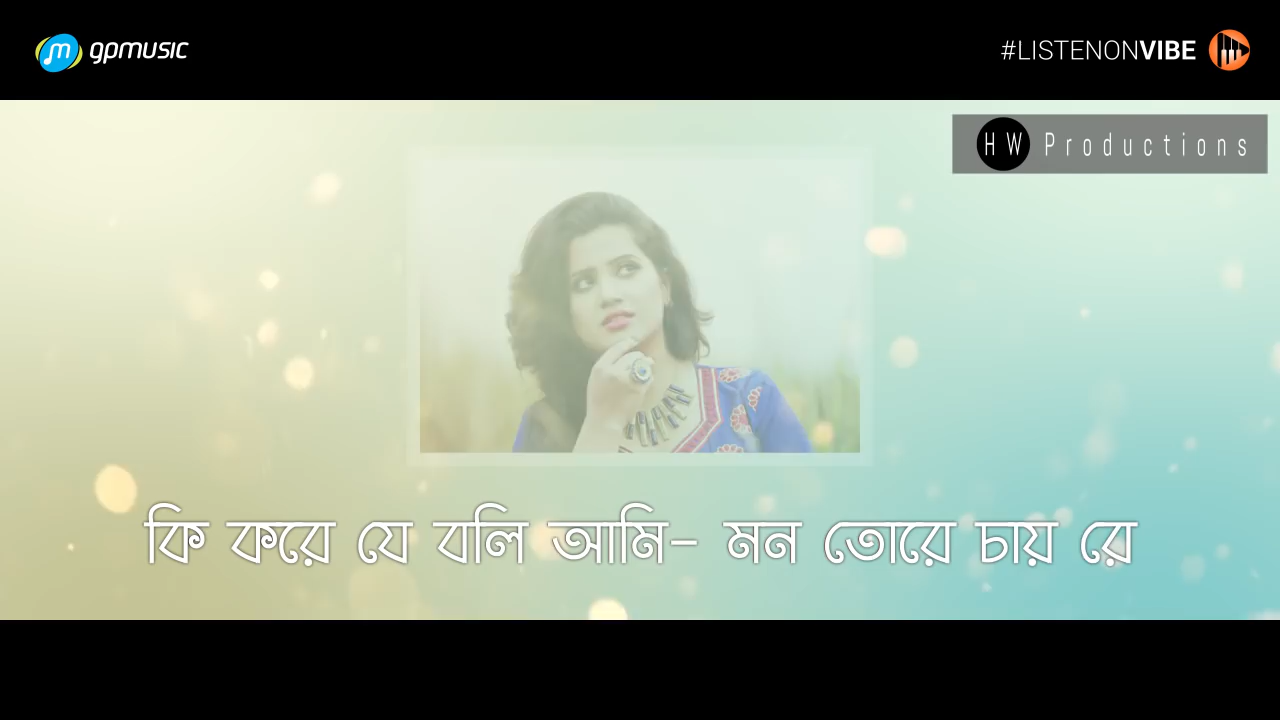 gpmusic
#LISTENONVIBE
H W Productions
কি করে যে বলি আমি- মন তোরে চায় রে